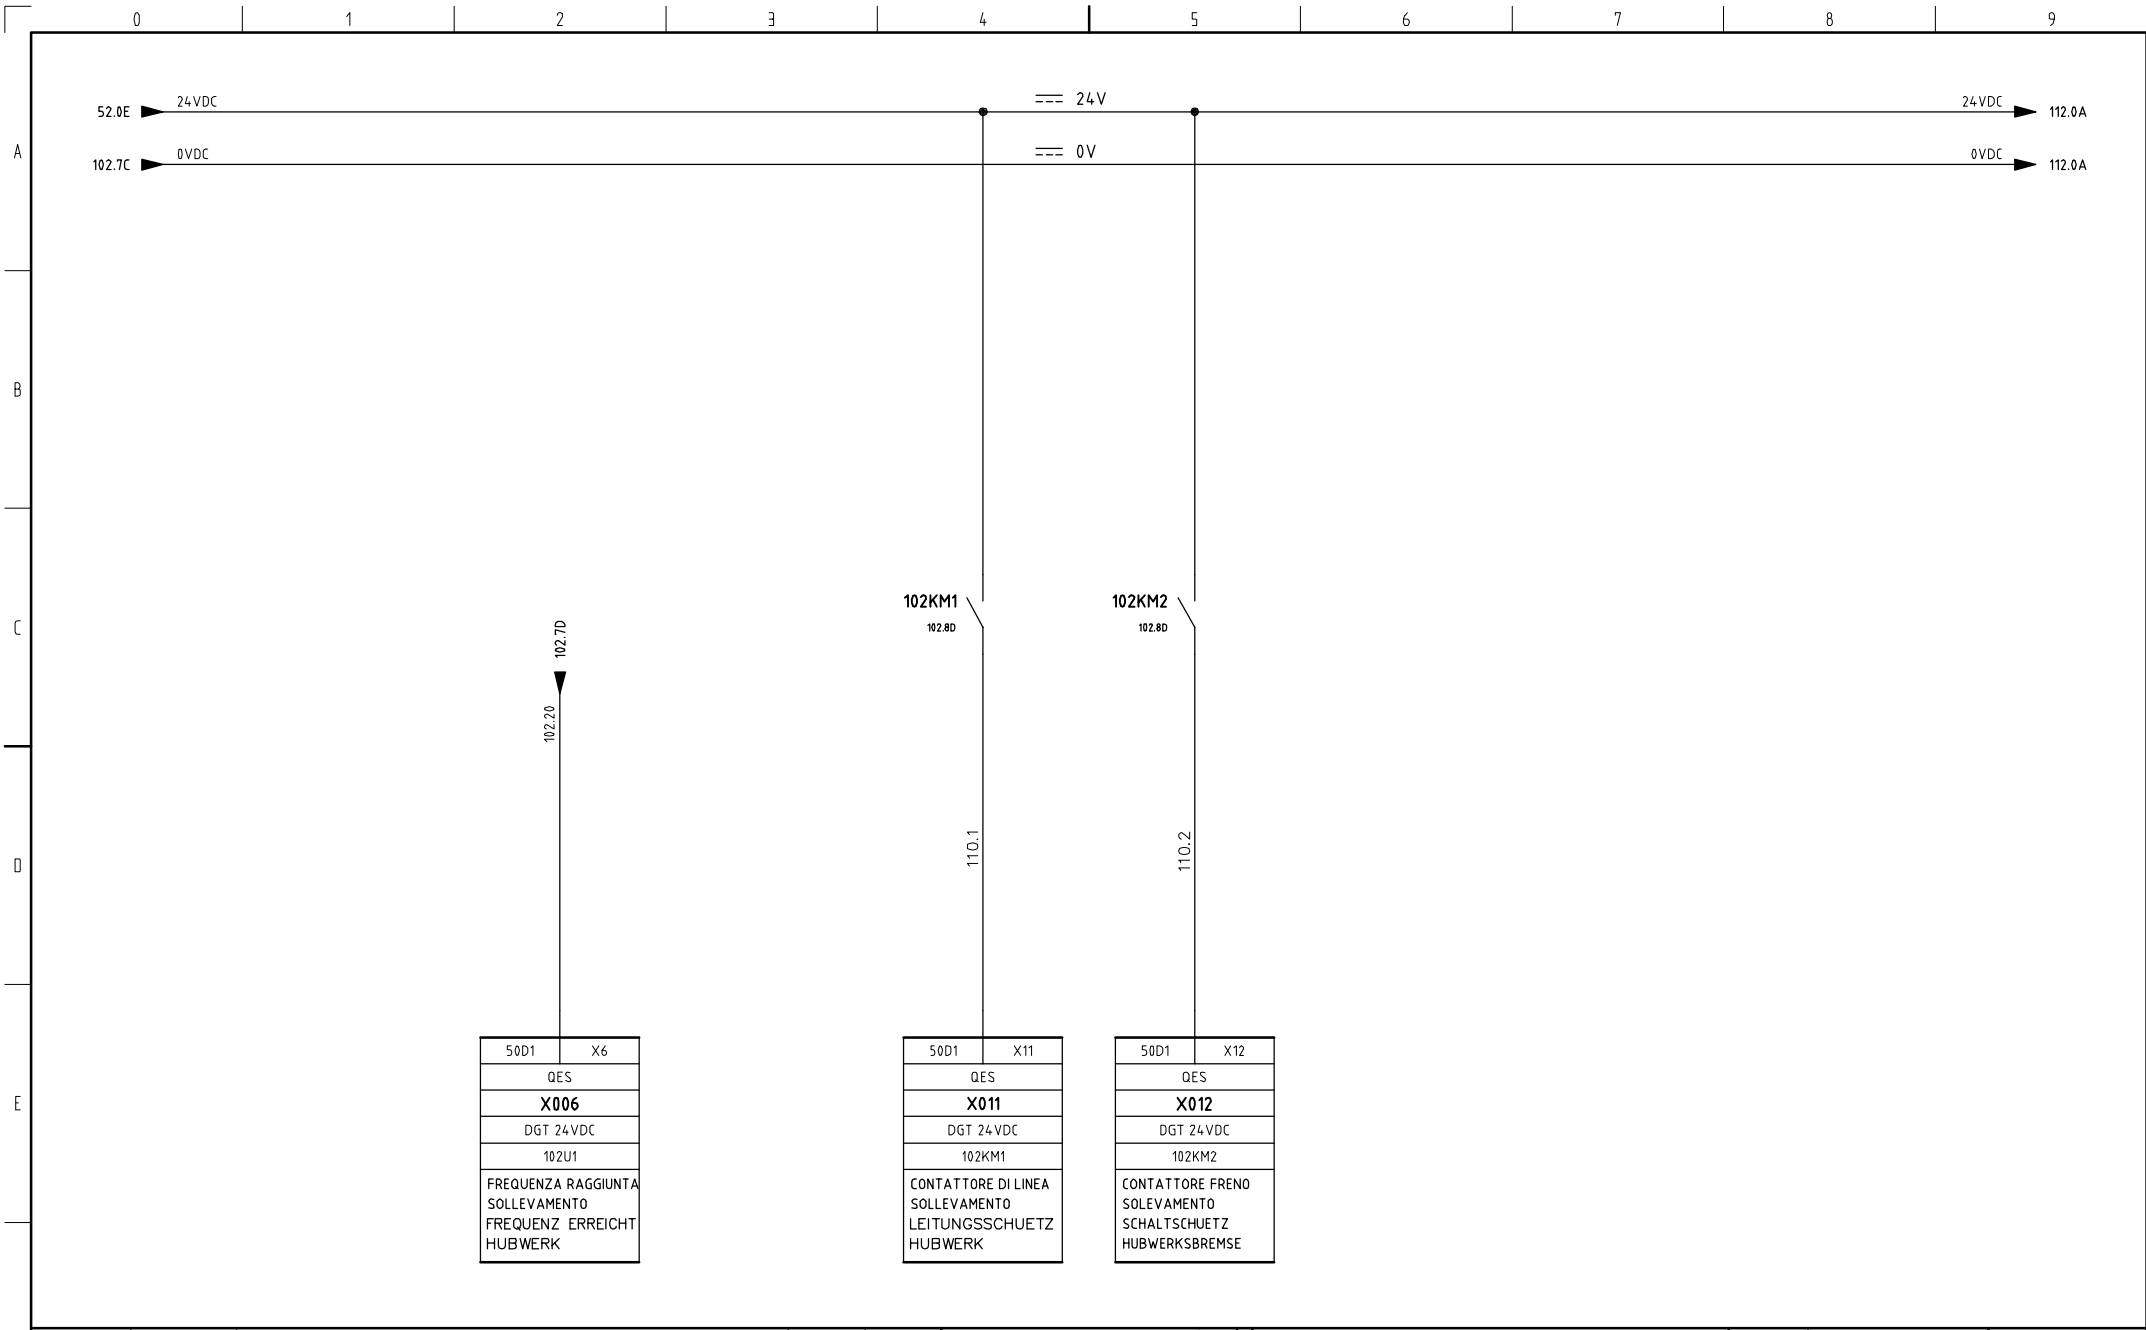 0 1 2 3 4 5 6 7 8 9
24VDC 24V 24VDC
52.0E 112.0A
A
0VDC 0V 0VDC
102.7C 112.0A
B
C
102KM1 102KM2
102.8D 102.8D
102.7D
102.20
D
110.1 110.2
E
50D1 X6
QES
X006
DGT 24VDC
102U1
FREQUENZA RAGGIUNTA
SOLLEVAMENTO
FREQUENZ ERREICHT
HUBWERK
50D1 X11
QES
X011
DGT 24VDC
102KM1
CONTATTORE DI LINEA
SOLLEVAMENTO
LEITUNGSSCHUETZ
HUBWERK
50D1 X12
QES
X012
DGT 24VDC
102KM2
CONTATTORE FRENO
SOLEVAMENTO
SCHALTSCHUETZ
HUBWERKSBREMSE